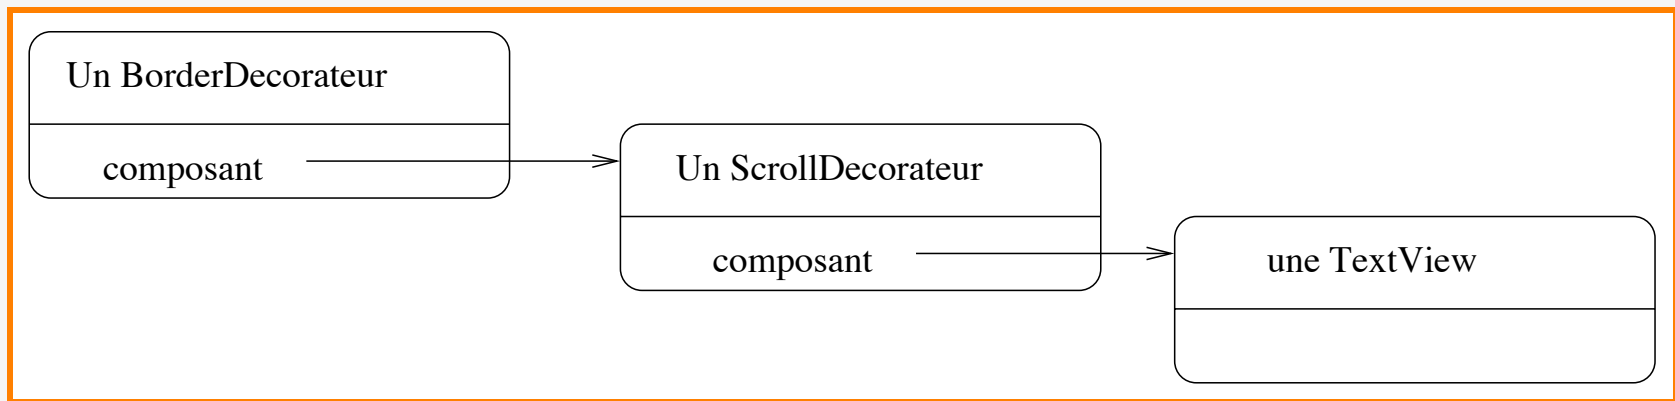 Un BorderDecorateur
composant
Un ScrollDecorateur
composant
une TextView